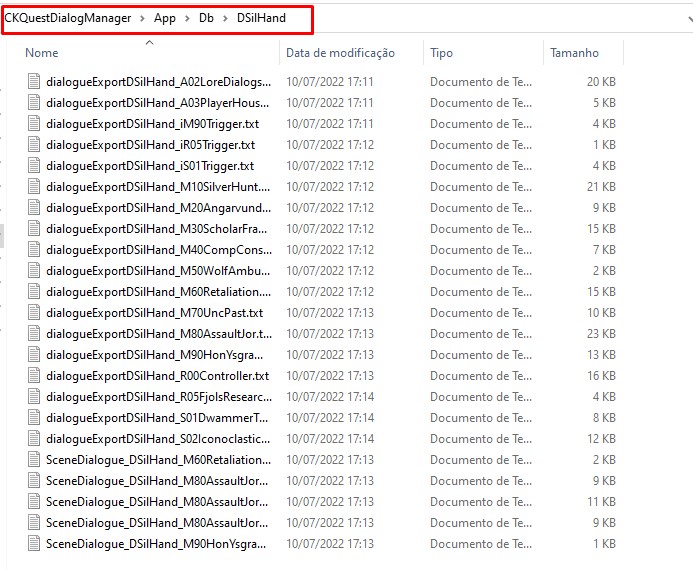 CKQuestDialogManager > App > Db > DSilHand
Nome Data de modificação Tipo Tamanho
dialogueExportDSilHand_A02LoreDialogs... 10/07/2022 17:11 Documento de Te... 20 KB
dialogueExportDSilHand_A03PlayerHous... 10/07/2022 17:11 Documento de Te... 5 KB
dialogueExportDSilHand_iM90Trigger.txt 10/07/2022 17:11 Documento de Te... 4 KB
dialogueExportDSilHand_iR05Trigger.txt 10/07/2022 17:12 Documento de Te... 1 KB
dialogueExportDSilHand_iS01Trigger.txt 10/07/2022 17:12 Documento de Te... 4 KB
dialogueExportDSilHand_M10SilverHunt.... 10/07/2022 17:12 Documento de Te... 21 KB
dialogueExportDSilHand_M20Angarvund... 10/07/2022 17:12 Documento de Te... 9 KB
dialogueExportDSilHand_M30ScholarFra... 10/07/2022 17:12 Documento de Te... 15 KB
dialogueExportDSilHand_M40CompCons... 10/07/2022 17:12 Documento de Te... 7 KB
dialogueExportDSilHand_M50WolfAmbu... 10/07/2022 17:12 Documento de Te... 2 KB
dialogueExportDSilHand_M60Retaliation.... 10/07/2022 17:12 Documento de Te... 15 KB
dialogueExportDSilHand_M70UncPast.txt 10/07/2022 17:13 Documento de Te... 10 KB
dialogueExportDSilHand_M80AssaultJor.t... 10/07/2022 17:13 Documento de Te... 23 KB
dialogueExportDSilHand_M90HonYsgra... 10/07/2022 17:13 Documento de Te... 13 KB
dialogueExportDSilHand_R00Controller.txt 10/07/2022 17:13 Documento de Te... 16 KB
dialogueExportDSilHand_R05FjolsResearc... 10/07/2022 17:14 Documento de Te... 4 KB
dialogueExportDSilHand_S01DwammerT... 10/07/2022 17:14 Documento de Te... 8 KB
dialogueExportDSilHand_S02Iconoclastic... 10/07/2022 17:14 Documento de Te... 12 KB
SceneDialogue_DSilHand_M60Retaliation... 10/07/2022 17:13 Documento de Te... 2 KB
SceneDialogue_DSilHand_M80AssaultJor... 10/07/2022 17:13 Documento de Te... 9 KB
SceneDialogue_DSilHand_M80AssaultJor... 10/07/2022 17:13 Documento de Te... 11 KB
SceneDialogue_DSilHand_M80AssaultJor... 10/07/2022 17:13 Documento de Te... 9 KB
SceneDialogue_DSilHand_M90HonYsgra... 10/07/2022 17:13 Documento de Te... 1 KB